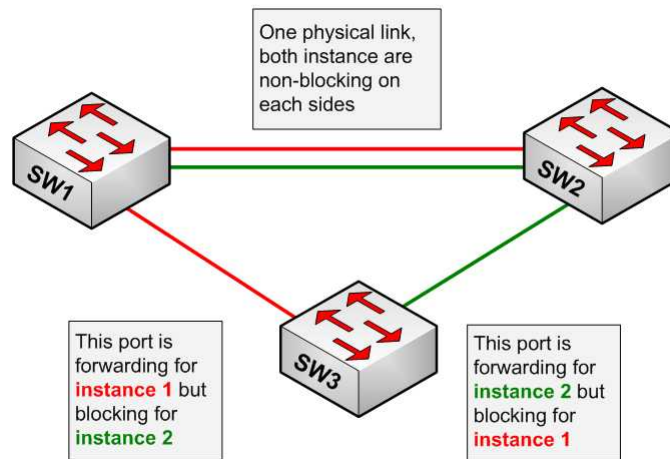 One physical link,
both instance are
non-blocking on
each sides
SW1
SW2
SW3
This port is
forwarding for
instance 1 but
blocking for
instance 2
This port is
forwarding for
instance 2 but
blocking for
instance 1